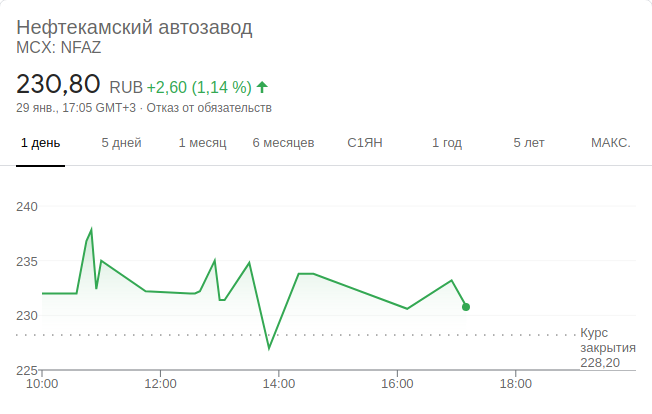 Нефтекамский автозавод
MCX: NFAZ
230,80 RUB +2,60 (1,14 %)
29 янв., 17:05 GMT+3 · Отказ от обязательств
1 день 5 дней 1 месяц 6 месяцев С1ЯН 1 год 5 лет МАКС.
240
235
230
225
Курс
закрытия
228,20
10:00 12:00 14:00 16:00 18:00